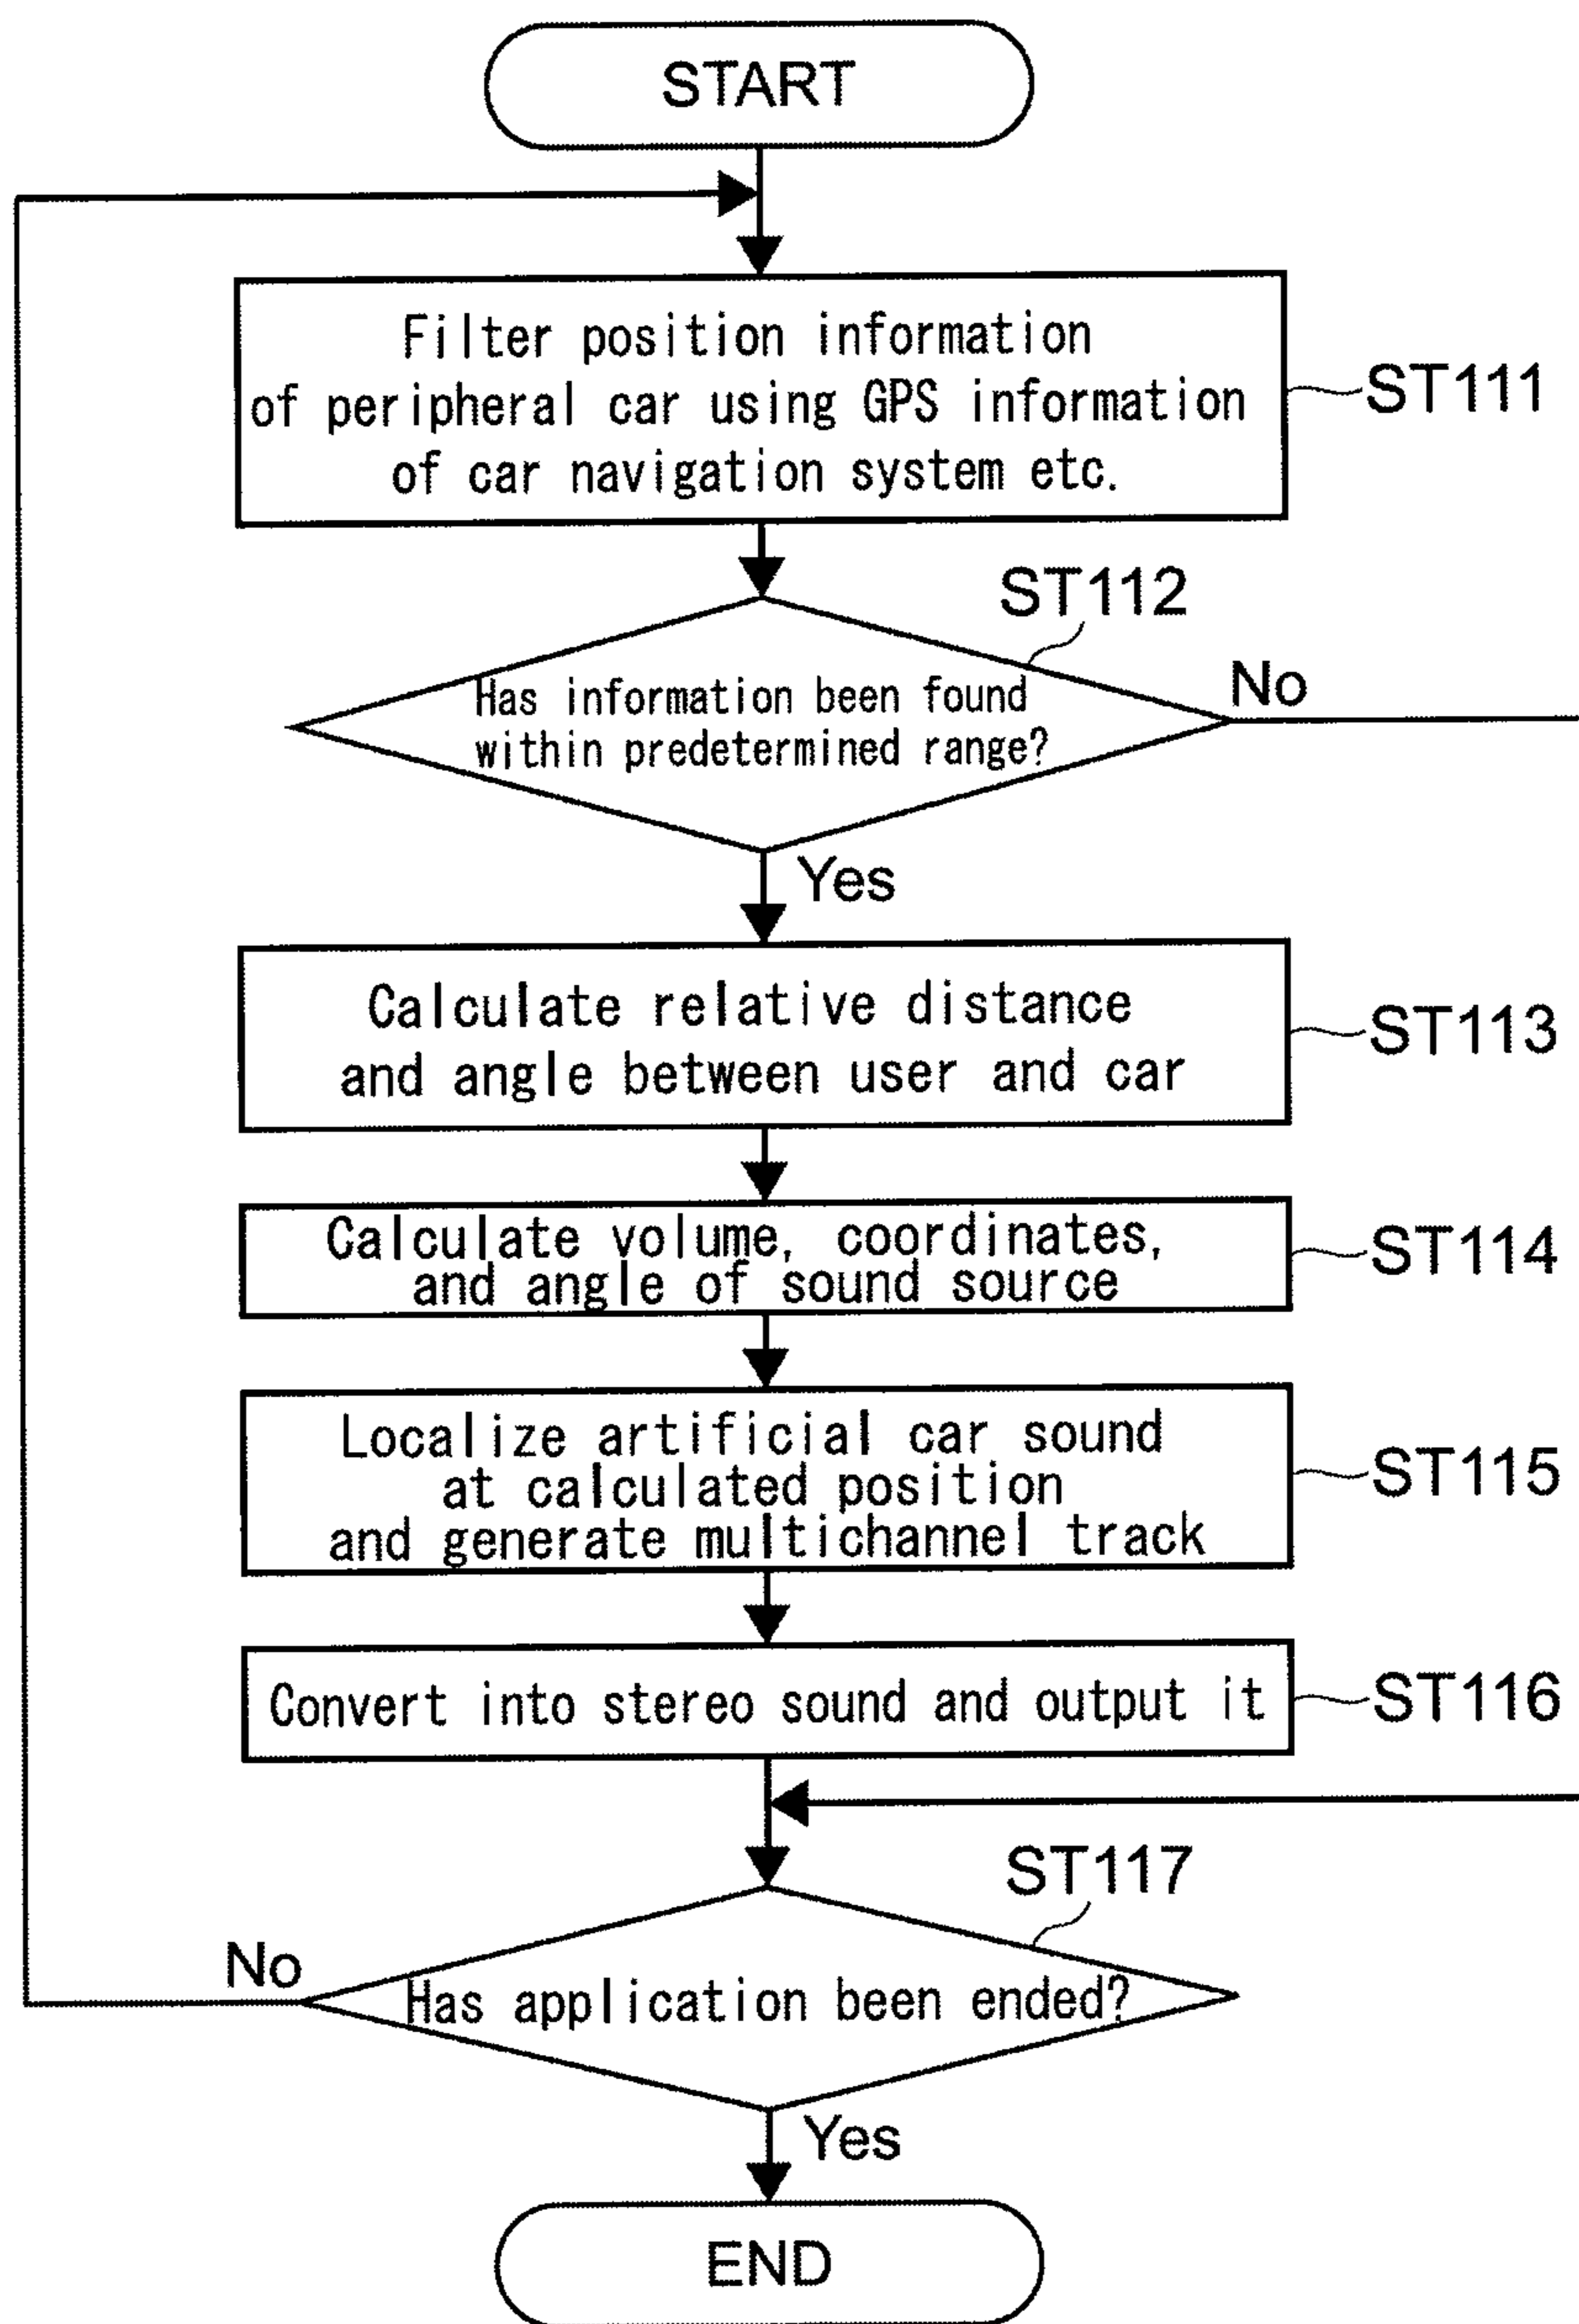 START
Filter position information
of peripheral car using GPS information
of car navigation system etc.
ST111
ST112
Has information been found
within predetermined range?
No
Yes
Calculate relative distance
and angle between user and car
ST113
Calculate volume, coordinates,
and angle of sound source
ST114
Localize artificial car sound
at calculated position
and generate multichannel track
ST115
Convert into stereo sound and output it
ST116
ST117
No
Has application been ended?
Yes
END